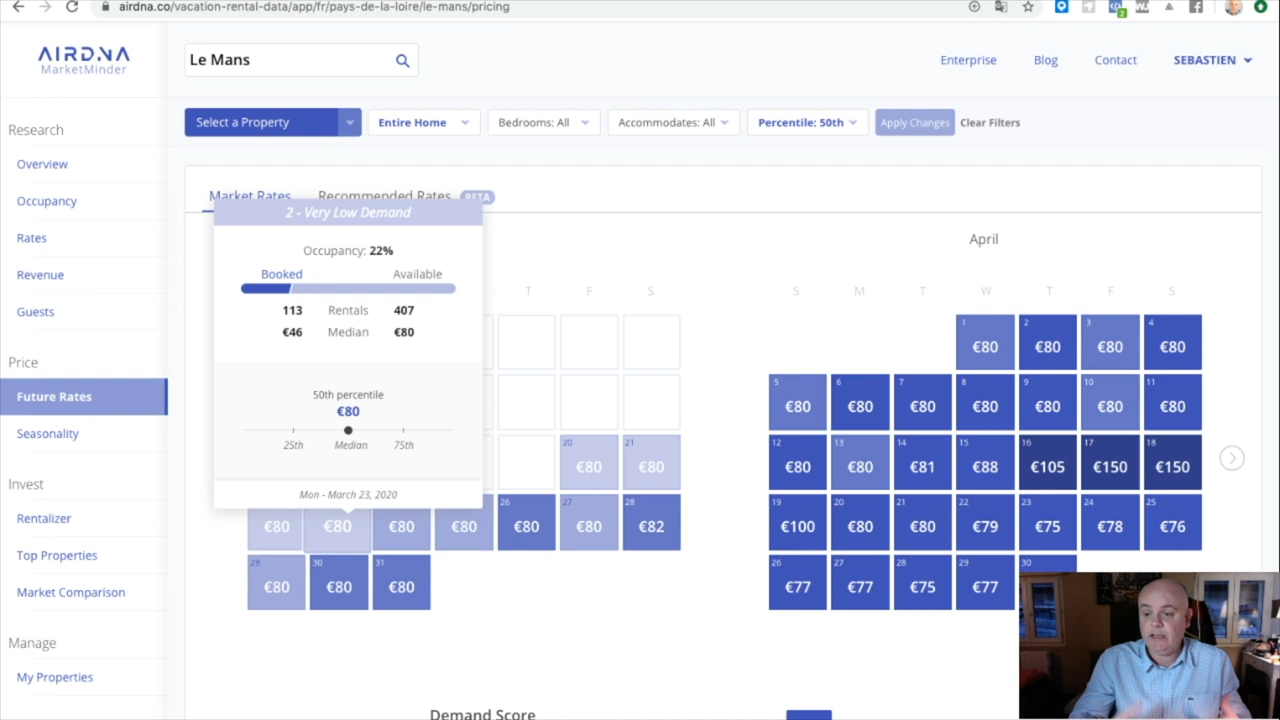 airdna.co/vacation-rental-data/app/fr/pays-de-la-loire/le-mans/pricing
2
AIRDNA
MarketMinder
Le Mans
Enterprise
Blog
Contact
SEBASTIEN
Select a Property
Entire Home
Bedrooms: All
Accommodates: All
Percentile: 50th
Apply Changes
Clear Filters
Research
Overview
Occupancy
Rates
Revenue
Guests
Price
Future Rates
Seasonality
Invest
Rentalizer
Top Properties
Market Comparison
Manage
My Properties
Market Rates
Recommended Rates
BETA
2 - Very Low Demand
Occupancy: 22%
Booked Available
113 Rentals 407
€46 Median €80
50th percentile
€80
25th Median 75th
Mon - March 23, 2020
T F S
20 €80 21 €80
€80 €80 €80 €80 26 €80 27 €80 28 €82
29 €80 30 €80 31 €80
April
S M T W T F S
1 €80 2 €80 3 €80 4 €80
5 €80 6 €80 7 €80 8 €80 9 €80 10 €80 11 €80
12 €80 13 €80 14 €81 15 €88 16 €105 17 €150 18 €150
19 €100 20 €80 21 €80 22 €79 23 €75 24 €78 25 €76
26 €77 27 €77 28 €75 29 €77 30
Demand Score